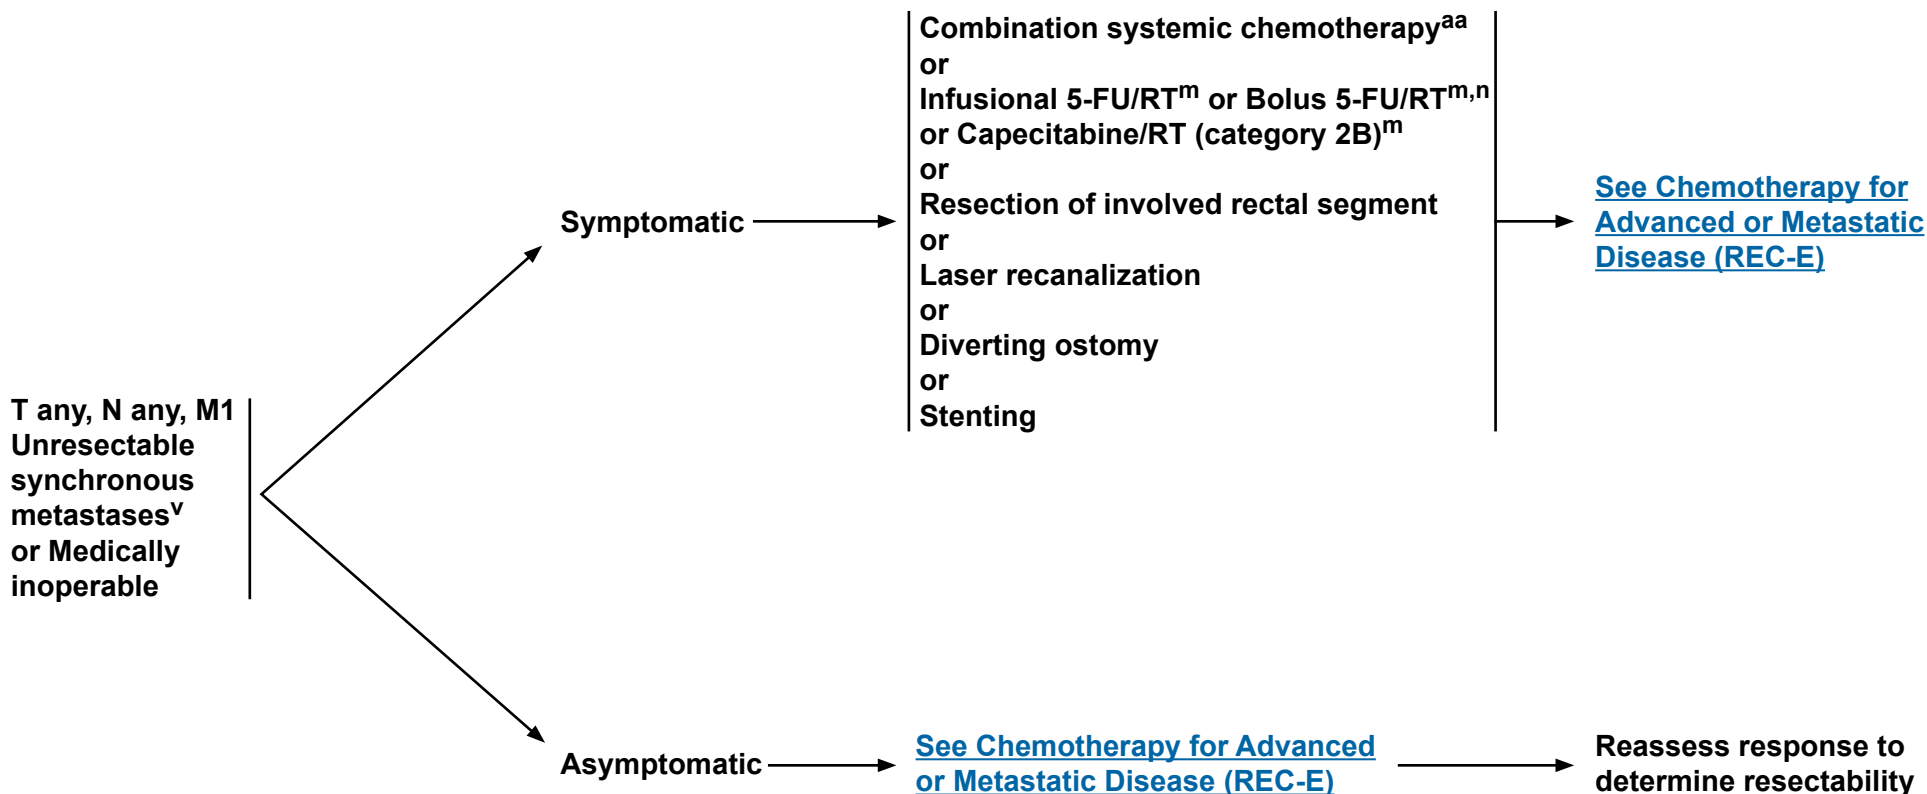 T any, N any, M1
Unresectable
synchronous
metastasesᵛ
or Medically
inoperable
Symptomatic
Combination systemic chemotherapyᵃᵃ
or
Infusional 5-FU/RTᵐ or Bolus 5-FU/RTᵐ,ⁿ
or Capecitabine/RT (category 2B)ᵐ
or
Resection of involved rectal segment
or
Laser recanalization
or
Diverting ostomy
or
Stenting
See Chemotherapy for
Advanced or Metastatic
Disease (REC-E)
Asymptomatic
See Chemotherapy for Advanced
or Metastatic Disease (REC-E)
Reassess response to
determine resectability